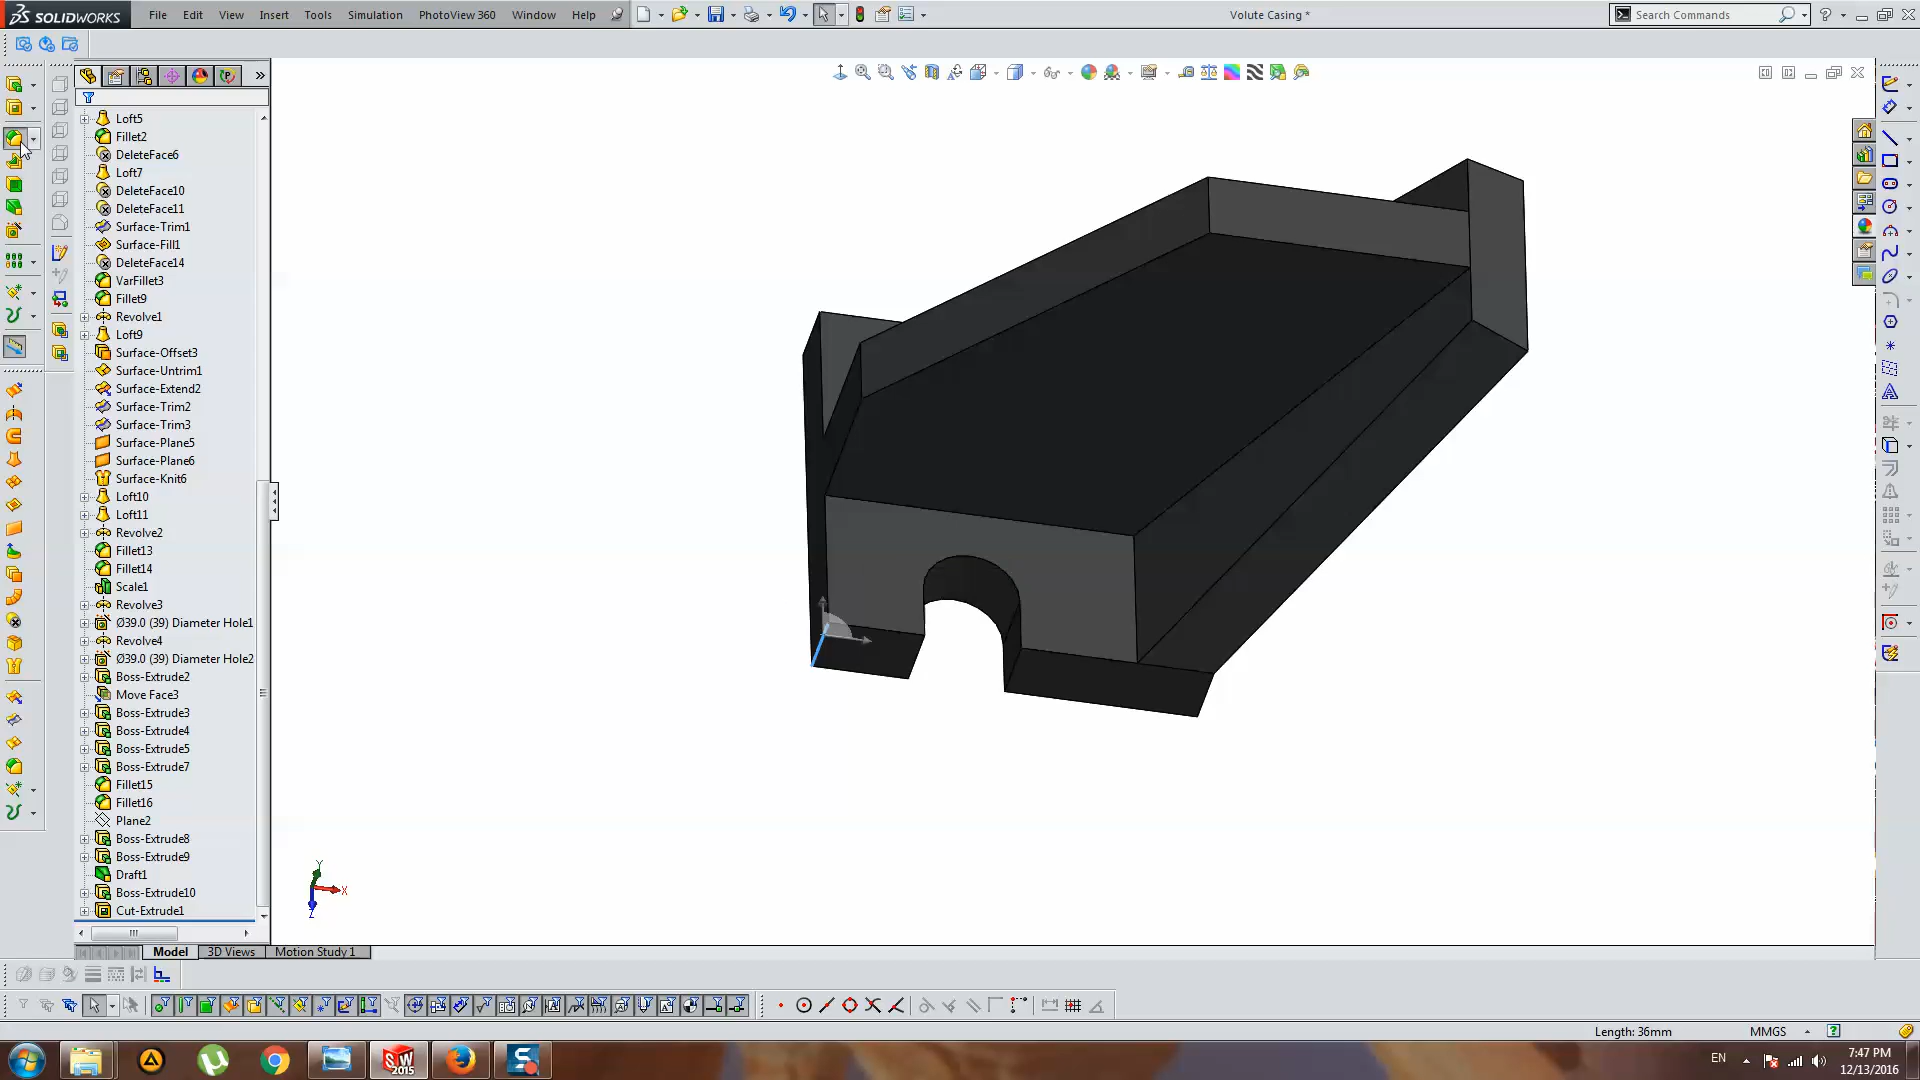 SOLIDWORKS File Edit View Insert Tools Simulation PhotoView 360 Window Help Volute Casing * Search Commands
Loft5
Fillet2
DeleteFace6
Loft7
DeleteFace10
DeleteFace11
Surface-Trim1
Surface-Fill1
DeleteFace14
VarFillet3
Fillet9
Revolve1
Loft9
Surface-Offset3
Surface-Untrim1
Surface-Extend2
Surface-Trim2
Surface-Trim3
Surface-Plane5
Surface-Plane6
Surface-Knit6
Loft10
Loft11
Revolve2
Fillet13
Fillet14
Scale1
Revolve3
Ø39.0 (39) Diameter Hole1
Revolve4
Ø39.0 (39) Diameter Hole2
Boss-Extrude2
Move Face3
Boss-Extrude3
Boss-Extrude4
Boss-Extrude5
Boss-Extrude7
Fillet15
Fillet16
Plane2
Boss-Extrude8
Boss-Extrude9
Draft1
Boss-Extrude10
Cut-Extrude1
Y
X
Z
Model 3D Views Motion Study 1
Length: 36mm MMGS
SW 2015
EN
7:47 PM
12/13/2016